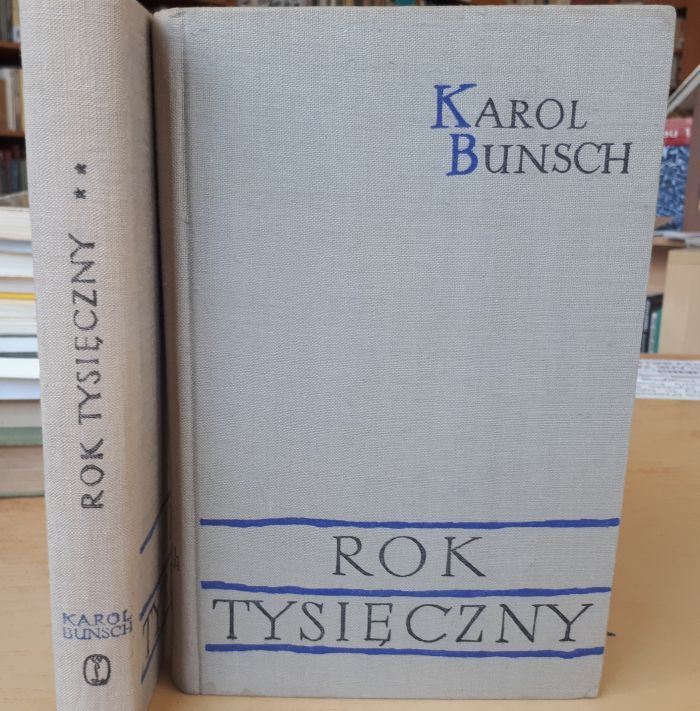 ROK TYSIĘCZNY **
KAROL
BUNSCH
KAROL
BUNSCH
ROK
TYSIĘCZNY